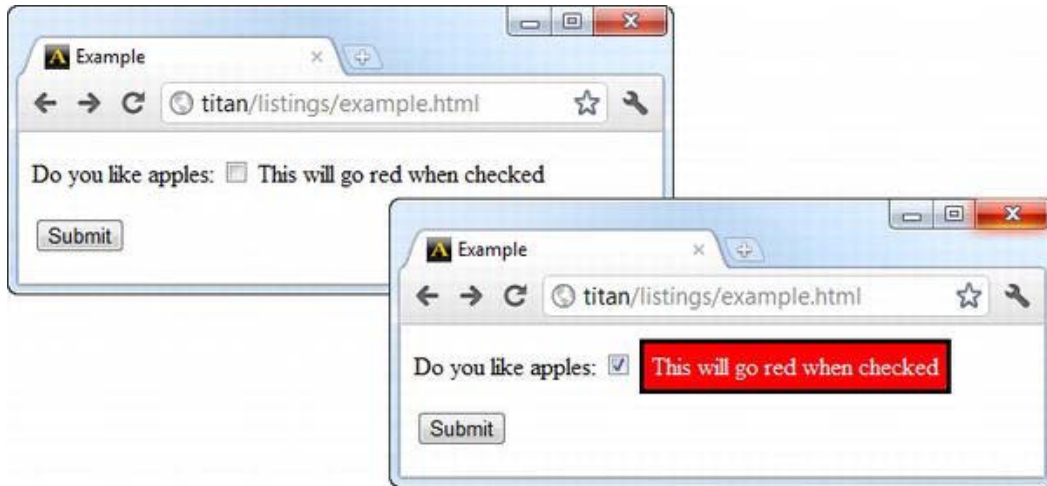 Example
titan/listings/example.html
Do you like apples: This will go red when checked
Submit
Example
titan/listings/example.html
Do you like apples: This will go red when checked
Submit